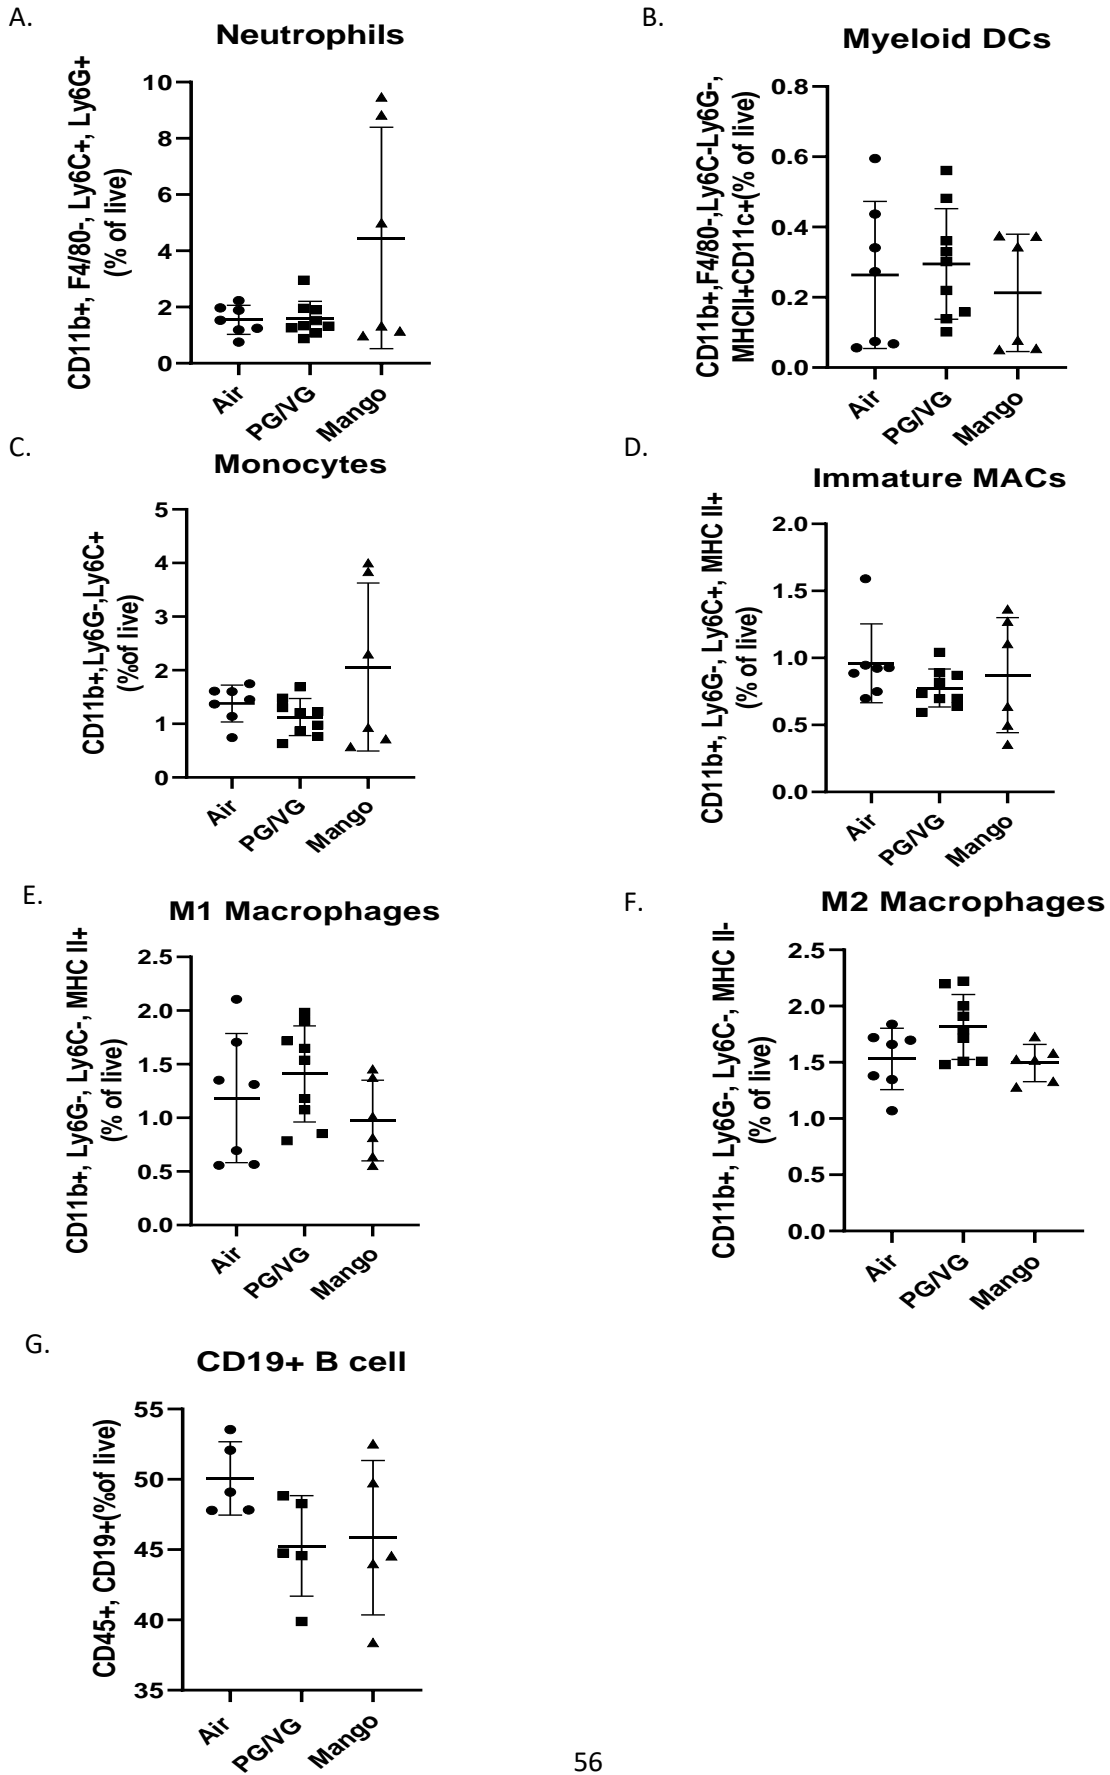 A.
Neutrophils
CD11b+, F4/80-, Ly6C+, Ly6G+
(% of live)
10
8
6
4
2
0
Air
PG/VG
Mango
B.
Myeloid DCs
CD11b+,F4/80-,Ly6C-Ly6G-,
MHCII+CD11c+(% of live)
0.8
0.6
0.4
0.2
0.0
Air
PG/VG
Mango
C.
Monocytes
CD11b+,Ly6G-,Ly6C+
(%of live)
5
4
3
2
1
0
Air
PG/VG
Mango
D.
Immature MACs
CD11b+, Ly6G-, Ly6C+, MHC II+
(% of live)
2.0
1.5
1.0
0.5
0.0
Air
PG/VG
Mango
E.
M1 Macrophages
CD11b+, Ly6G-, Ly6C-, MHC II+
(% of live)
2.5
2.0
1.5
1.0
0.5
0.0
Air
PG/VG
Mango
F.
M2 Macrophages
CD11b+, Ly6G-, Ly6C-, MHC II-
(% of live)
2.5
2.0
1.5
1.0
0.5
0.0
Air
PG/VG
Mango
G.
CD19+ B cell
CD45+, CD19+(%of live)
55
50
45
40
35
Air
PG/VG
Mango
56